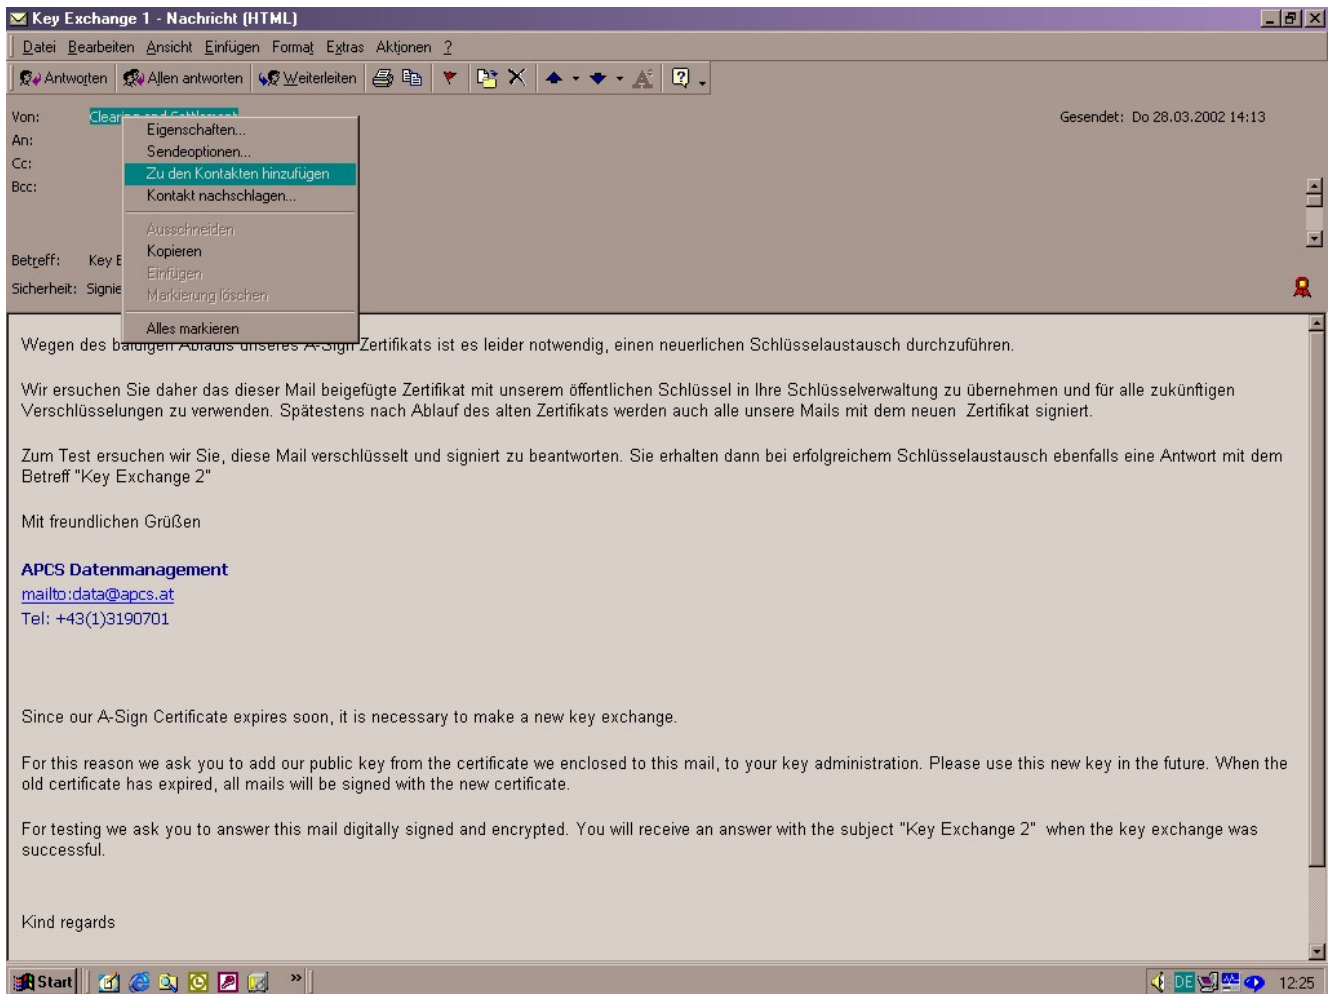 Key Exchange 1 - Nachricht (HTML)
Datei Bearbeiten Ansicht Einfügen Format Extras Aktionen ?
Antworten Allen antworten Weiterleiten
Von: Clearing and Settlement Gesendet: Do 28.03.2002 14:13
An:
Cc:
Bcc:
Eigenschaften...
Sendeoptionen...
Zu den Kontakten hinzufügen
Kontakt nachschlagen...
Ausschneiden
Kopieren
Einfügen
Markierung löschen
Alles markieren
Betreff: Key E
Sicherheit: Signie
Wegen des baldigen Ablaufs unseres A-Sign Zertifikats ist es leider notwendig, einen neuerlichen Schlüsselaustausch durchzuführen.
Wir ersuchen Sie daher das dieser Mail beigefügte Zertifikat mit unserem öffentlichen Schlüssel in Ihre Schlüsselverwaltung zu übernehmen und für alle zukünftigen
Verschlüsselungen zu verwenden. Spätestens nach Ablauf des alten Zertifikats werden auch alle unsere Mails mit dem neuen Zertifikat signiert.
Zum Test ersuchen wir Sie, diese Mail verschlüsselt und signiert zu beantworten. Sie erhalten dann bei erfolgreichem Schlüsselaustausch ebenfalls eine Antwort mit dem
Betreff "Key Exchange 2"
Mit freundlichen Grüßen
APCS Datenmanagement
mailto:data@apcs.at
Tel: +43(1)3190701
Since our A-Sign Certificate expires soon, it is necessary to make a new key exchange.
For this reason we ask you to add our public key from the certificate we enclosed to this mail, to your key administration. Please use this new key in the future. When the
old certificate has expired, all mails will be signed with the new certificate.
For testing we ask you to answer this mail digitally signed and encrypted. You will receive an answer with the subject "Key Exchange 2" when the key exchange was
successful.
Kind regards
Start » DE 12:25